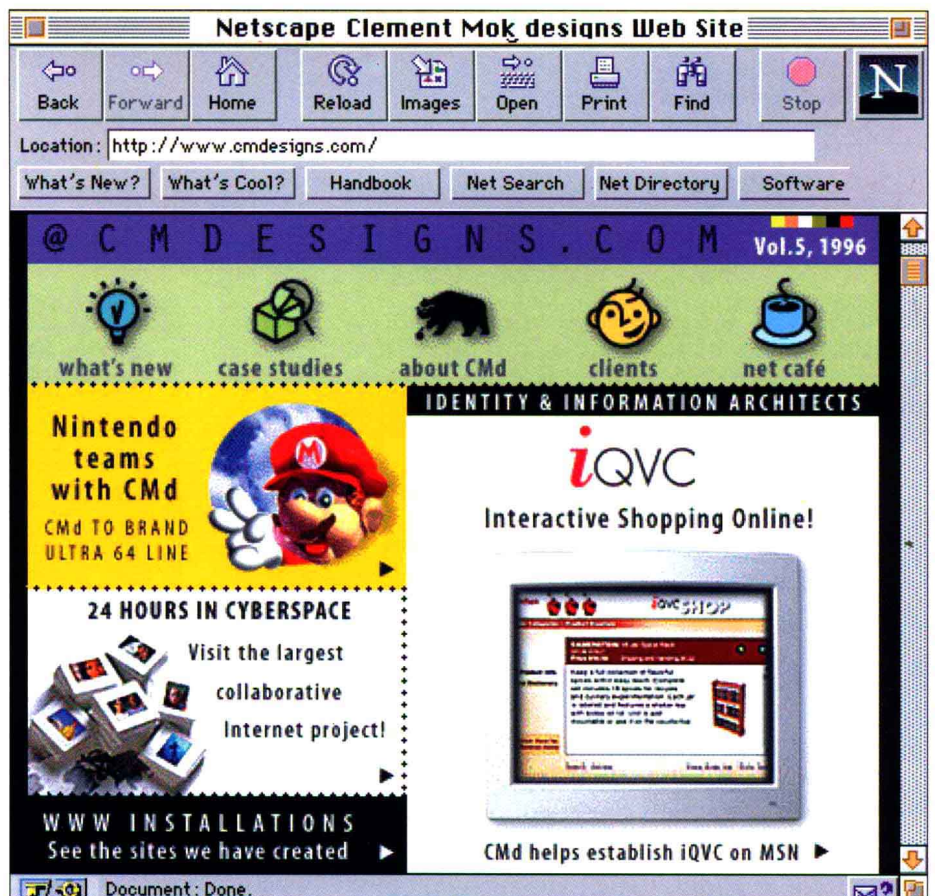 Netscape Clement Mok designs Web Site
Back Forward Home Reload Images Open Print Find Stop N
Location: http://www.cmdesigns.com/
What's New? What's Cool? Handbook Net Search Net Directory Software
@CMDESIGNS.COM
Vol.5, 1996
what's new case studies about CMd clients net café
IDENTITY & INFORMATION ARCHITECTS
Nintendo
teams
with CMd
CMd TO BRAND
ULTRA 64 LINE
M
24 HOURS IN CYBERSPACE
Visit the largest
collaborative
Internet project!
WWW INSTALLATIONS
See the sites we have created
iQVC
Interactive Shopping Online!
iQVC SHOP
CMd helps establish iQVC on MSN
Document: Done.